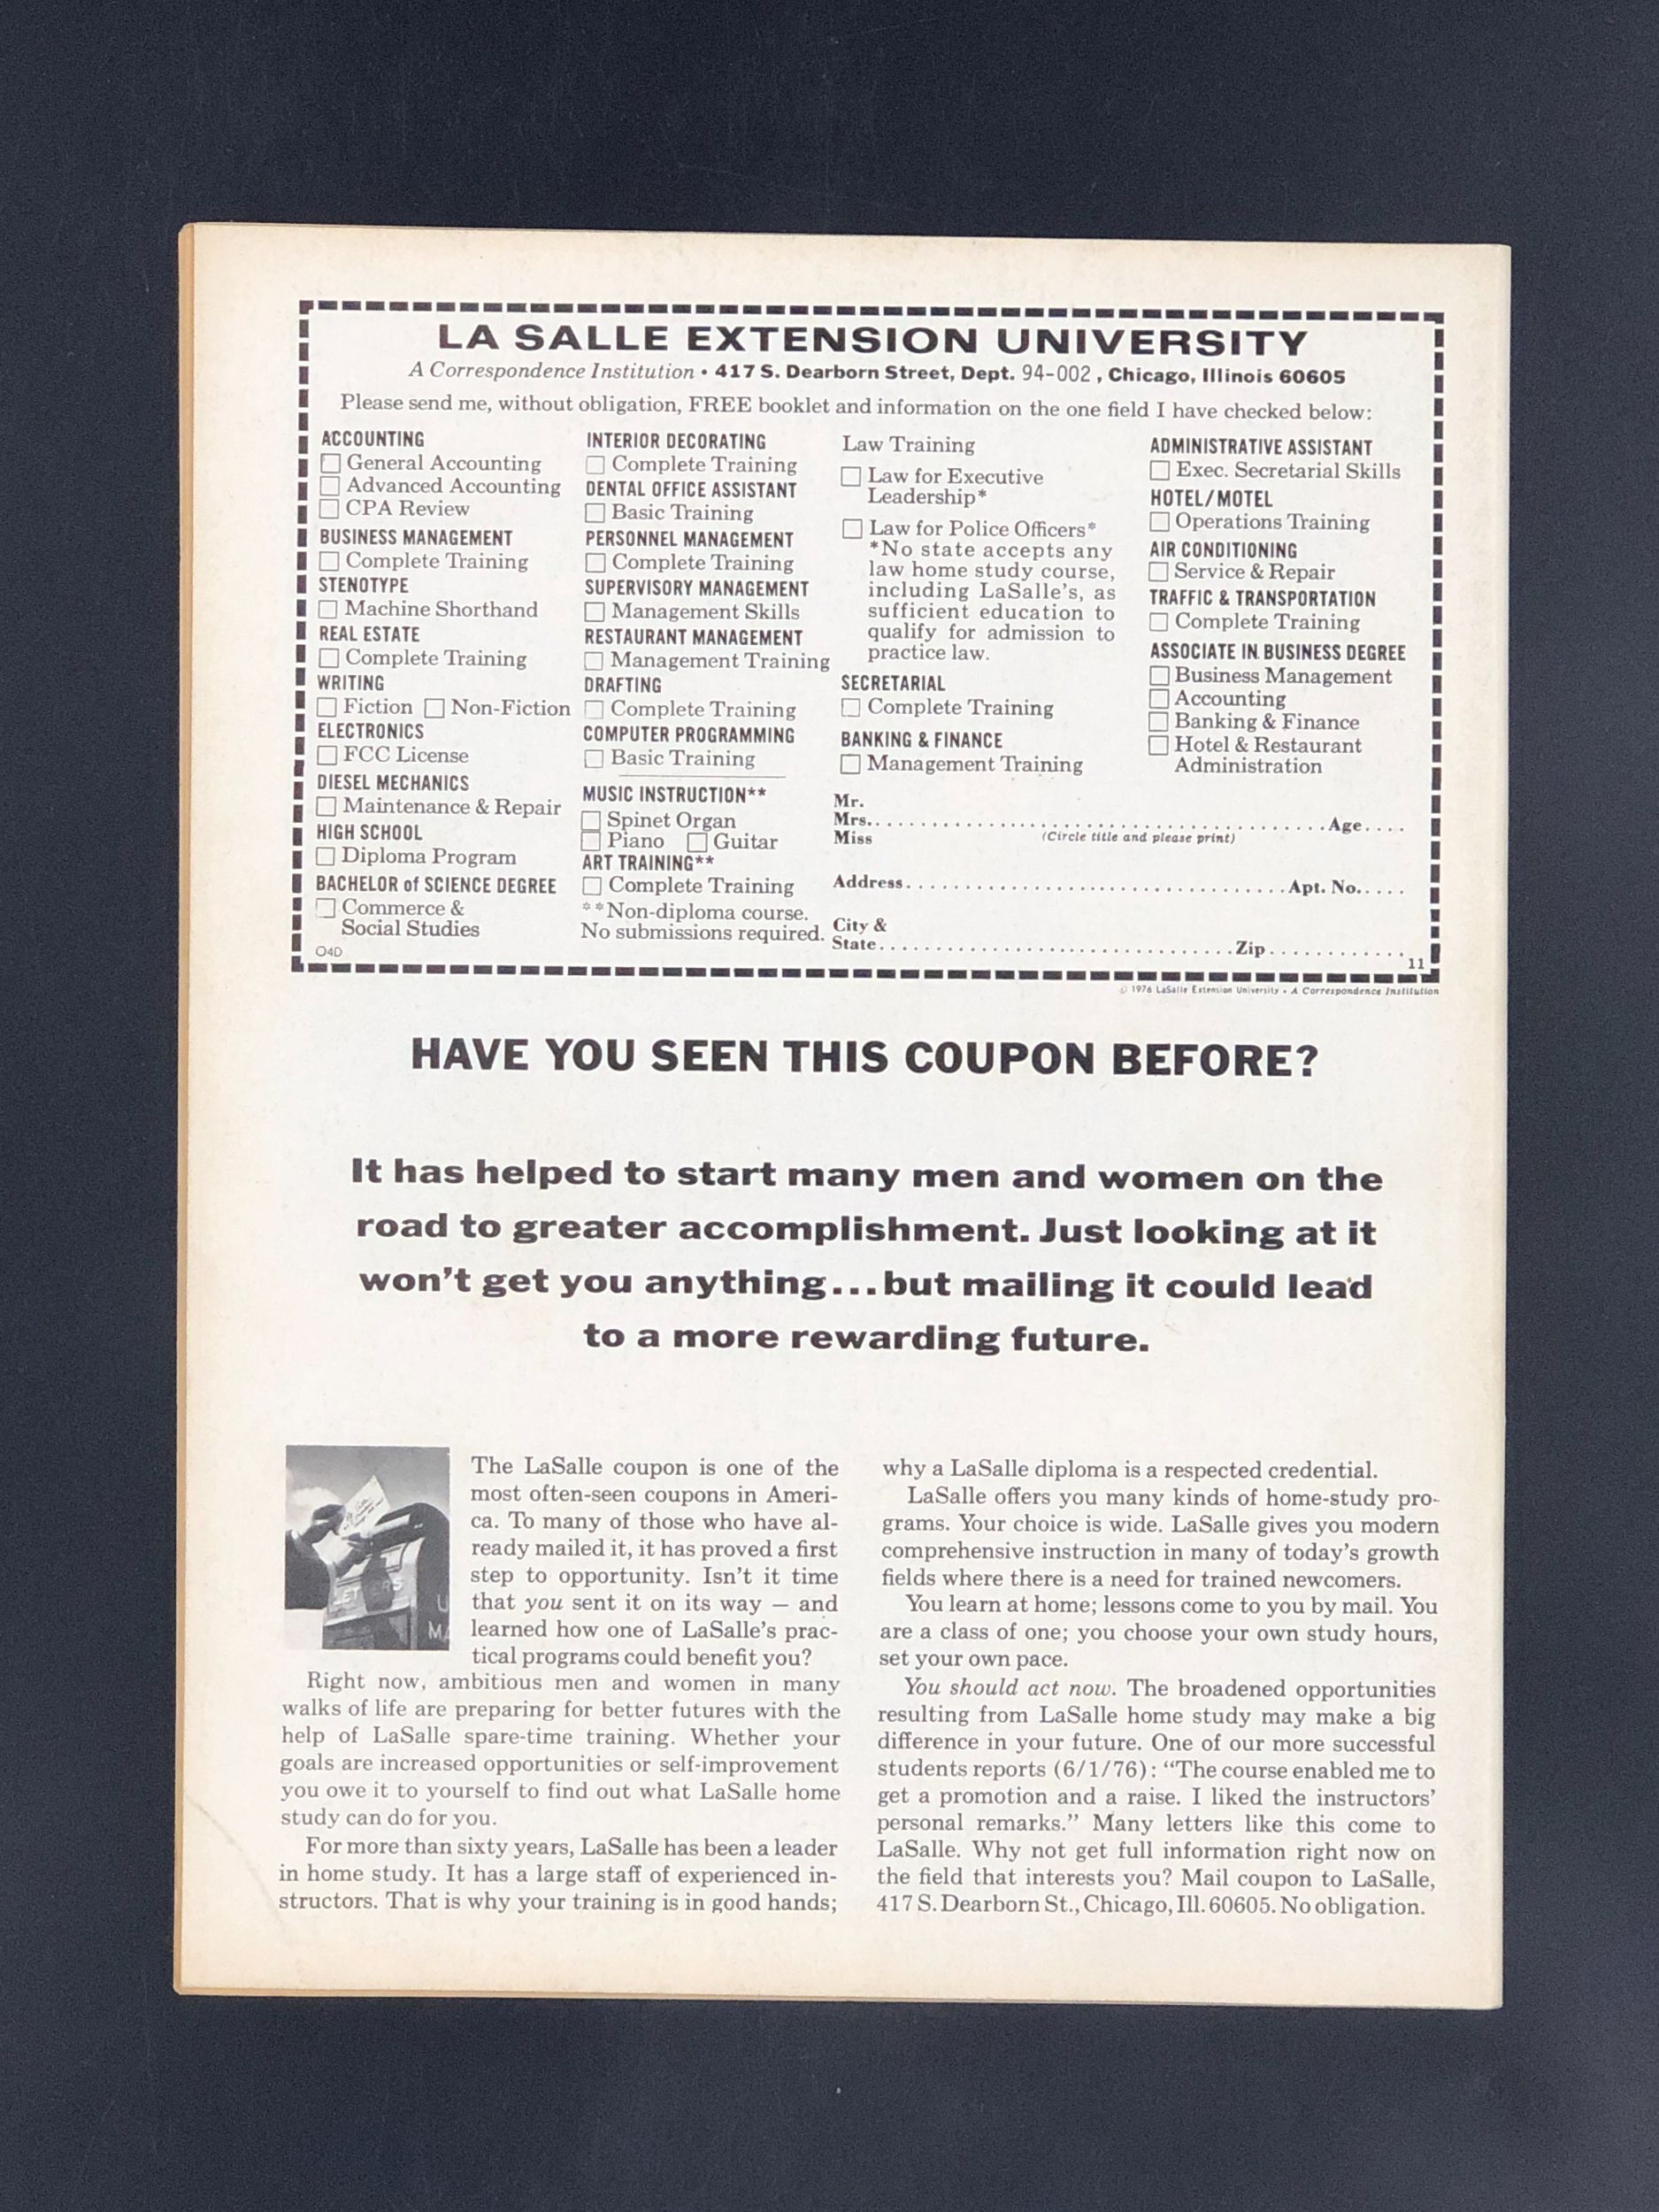 LA SALLE EXTENSION UNIVERSITY
A Correspondence Institution • 417 S. Dearborn Street, Dept. 94-002, Chicago, Illinois 60605
Please send me, without obligation, FREE booklet and information on the one field I have checked below:
ACCOUNTING
☐ General Accounting
☐ Advanced Accounting
☐ CPA Review
BUSINESS MANAGEMENT
☐ Complete Training
STENOTYPE
☐ Machine Shorthand
REAL ESTATE
☐ Complete Training
WRITING
☐ Fiction ☐ Non-Fiction
ELECTRONICS
☐ FCC License
DIESEL MECHANICS
☐ Maintenance & Repair
HIGH SCHOOL
☐ Diploma Program
BACHELOR of SCIENCE DEGREE
☐ Commerce &
Social Studies
O4D
INTERIOR DECORATING
☐ Complete Training
DENTAL OFFICE ASSISTANT
☐ Basic Training
PERSONNEL MANAGEMENT
☐ Complete Training
SUPERVISORY MANAGEMENT
☐ Management Skills
RESTAURANT MANAGEMENT
☐ Management Training
DRAFTING
☐ Complete Training
COMPUTER PROGRAMMING
☐ Basic Training
MUSIC INSTRUCTION**
☐ Spinet Organ
☐ Piano ☐ Guitar
ART TRAINING**
☐ Complete Training
**Non-diploma course.
No submissions required.
Law Training
☐ Law for Executive
Leadership*
☐ Law for Police Officers*
*No state accepts any
law home study course,
including LaSalle's, as
sufficient education to
qualify for admission to
practice law.
SECRETARIAL
☐ Complete Training
BANKING & FINANCE
☐ Management Training
ADMINISTRATIVE ASSISTANT
☐ Exec. Secretarial Skills
HOTEL/MOTEL
☐ Operations Training
AIR CONDITIONING
☐ Service & Repair
TRAFFIC & TRANSPORTATION
☐ Complete Training
ASSOCIATE IN BUSINESS DEGREE
☐ Business Management
☐ Accounting
☐ Banking & Finance
☐ Hotel & Restaurant
Administration
Mr.
Mrs. Age
Miss (Circle title and please print)
Address Apt. No.
City &
State Zip
11
© 1976 LaSalle Extension University • A Correspondence Institution
HAVE YOU SEEN THIS COUPON BEFORE?
It has helped to start many men and women on the
road to greater accomplishment. Just looking at it
won't get you anything...but mailing it could lead
to a more rewarding future.
LETTERS
U
MA
The LaSalle coupon is one of the
most often-seen coupons in Ameri-
ca. To many of those who have al-
ready mailed it, it has proved a first
step to opportunity. Isn't it time
that you sent it on its way — and
learned how one of LaSalle's prac-
tical programs could benefit you?
Right now, ambitious men and women in many
walks of life are preparing for better futures with the
help of LaSalle spare-time training. Whether your
goals are increased opportunities or self-improvement
you owe it to yourself to find out what LaSalle home
study can do for you.
For more than sixty years, LaSalle has been a leader
in home study. It has a large staff of experienced in-
structors. That is why your training is in good hands;
why a LaSalle diploma is a respected credential.
LaSalle offers you many kinds of home-study pro-
grams. Your choice is wide. LaSalle gives you modern
comprehensive instruction in many of today's growth
fields where there is a need for trained newcomers.
You learn at home; lessons come to you by mail. You
are a class of one; you choose your own study hours,
set your own pace.
You should act now. The broadened opportunities
resulting from LaSalle home study may make a big
difference in your future. One of our more successful
students reports (6/1/76): “The course enabled me to
get a promotion and a raise. I liked the instructors'
personal remarks.” Many letters like this come to
LaSalle. Why not get full information right now on
the field that interests you? Mail coupon to LaSalle,
417 S. Dearborn St., Chicago, Ill. 60605. No obligation.